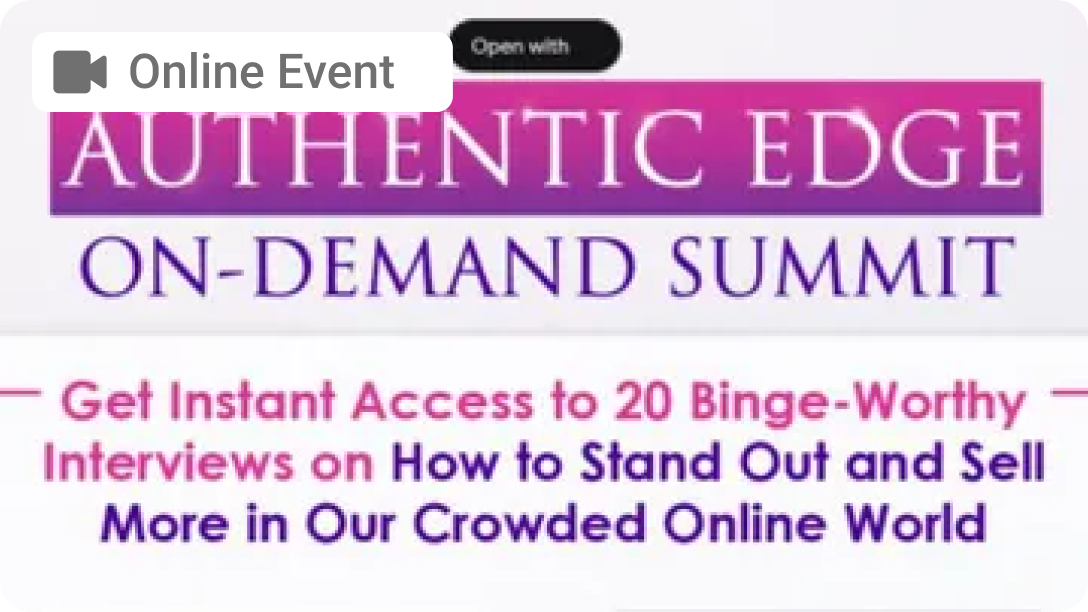 Open with
Online Event
AUTHENTIC EDGE
ON-DEMAND SUMMIT
Get Instant Access to 20 Binge-Worthy
Interviews on How to Stand Out and Sell
More in Our Crowded Online World